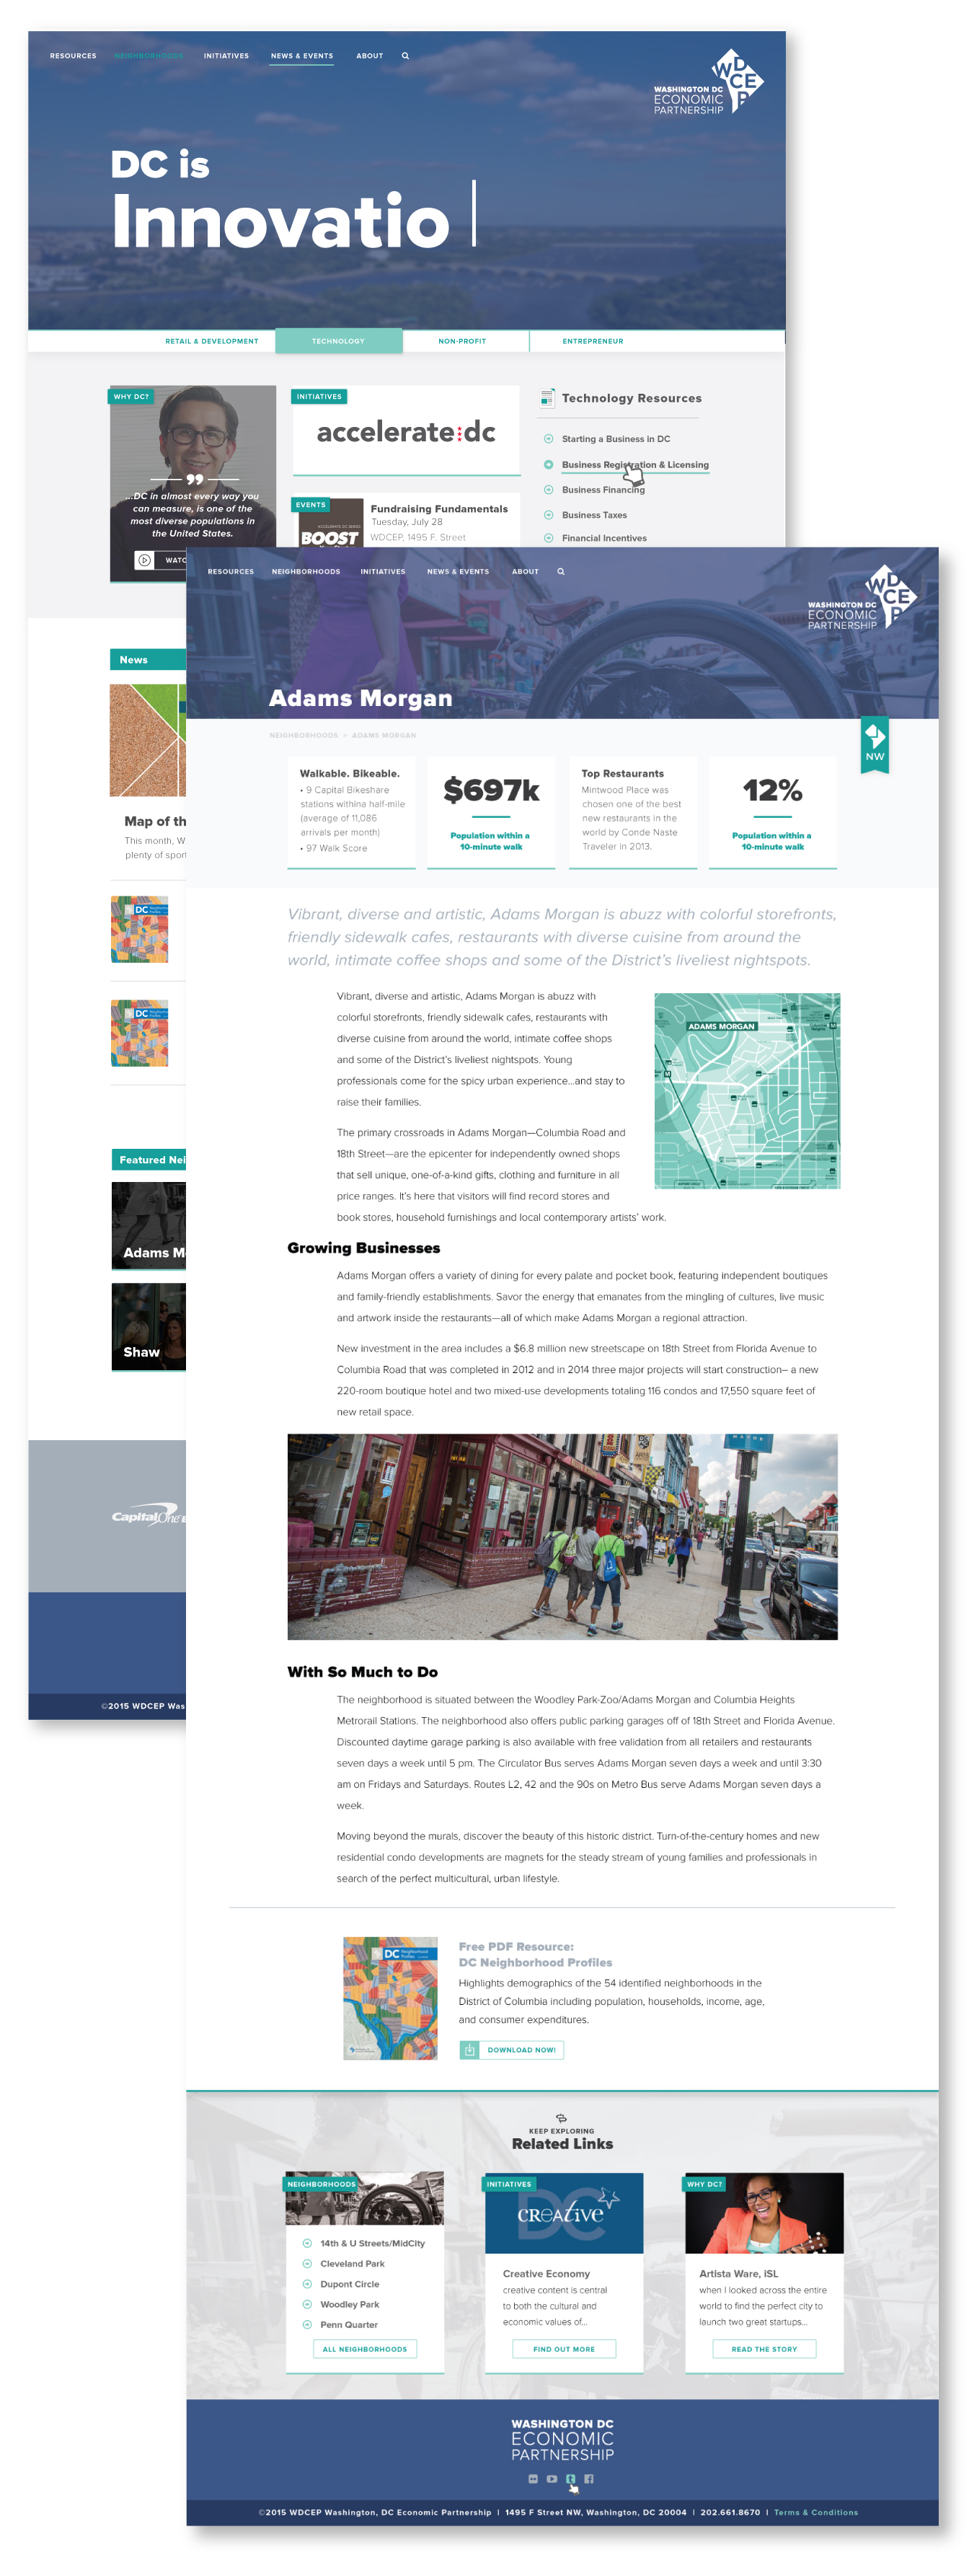 RESOURCES NEIGHBORHOODS INITIATIVES NEWS & EVENTS ABOUT
WD
CE
P
WASHINGTON DC
ECONOMIC
PARTNERSHIP
DC is
Innovatio
RETAIL & DEVELOPMENT TECHNOLOGY NON-PROFIT ENTREPRENEUR
WHY DC?
...DC in almost every way you
can measure, is one of the
most diverse populations in
the United States.
WATC
INITIATIVES
accelerate:dc
EVENTS
ACCELERATE DC SERIES
BOOST
Fundraising Fundamentals
Tuesday, July 28
WDCEP, 1495 F. Street
Technology Resources
Starting a Business in DC
Business Registration & Licensing
Business Financing
Business Taxes
Financial Incentives
News
Map of th
This month, W
plenty of sport
DC
DC
Featured Nei
Adams M
Shaw
CapitalOne
©2015 WDCEP Was
RESOURCES NEIGHBORHOODS INITIATIVES NEWS & EVENTS ABOUT
WD
CE
P
WASHINGTON DC
ECONOMIC
PARTNERSHIP
Adams Morgan
NEIGHBORHOODS > ADAMS MORGAN
NW
Walkable. Bikeable.
• 9 Capital Bikeshare
stations withina half-mile
(average of 11,086
arrivals per month)
• 97 Walk Score
$697k
Population within a
10-minute walk
Top Restaurants
Mintwood Place was
chosen one of the best
new restaurants in the
world by Conde Naste
Traveler in 2013.
12%
Population within a
10-minute walk
Vibrant, diverse and artistic, Adams Morgan is abuzz with colorful storefronts,
friendly sidewalk cafes, restaurants with diverse cuisine from around the
world, intimate coffee shops and some of the District's liveliest nightspots.
Vibrant, diverse and artistic, Adams Morgan is abuzz with
colorful storefronts, friendly sidewalk cafes, restaurants with
diverse cuisine from around the world, intimate coffee shops
and some of the District's liveliest nightspots. Young
professionals come for the spicy urban experience...and stay to
raise their families.
ADAMS MORGAN
The primary crossroads in Adams Morgan—Columbia Road and
18th Street—are the epicenter for independently owned shops
that sell unique, one-of-a-kind gifts, clothing and furniture in all
price ranges. It's here that visitors will find record stores and
book stores, household furnishings and local contemporary artists' work.
Growing Businesses
Adams Morgan offers a variety of dining for every palate and pocket book, featuring independent boutiques
and family-friendly establishments. Savor the energy that emanates from the mingling of cultures, live music
and artwork inside the restaurants—all of which make Adams Morgan a regional attraction.
New investment in the area includes a $6.8 million new streetscape on 18th Street from Florida Avenue to
Columbia Road that was completed in 2012 and in 2014 three major projects will start construction– a new
220-room boutique hotel and two mixed-use developments totaling 116 condos and 17,550 square feet of
new retail space.
With So Much to Do
The neighborhood is situated between the Woodley Park-Zoo/Adams Morgan and Columbia Heights
Metrorail Stations. The neighborhood also offers public parking garages off of 18th Street and Florida Avenue.
Discounted daytime garage parking is also available with free validation from all retailers and restaurants
seven days a week until 5 pm. The Circulator Bus serves Adams Morgan seven days a week and until 3:30
am on Fridays and Saturdays. Routes L2, 42 and the 90s on Metro Bus serve Adams Morgan seven days a
week.
Moving beyond the murals, discover the beauty of this historic district. Turn-of-the-century homes and new
residential condo developments are magnets for the steady stream of young families and professionals in
search of the perfect multicultural, urban lifestyle.
DC Neighborhood
Profiles
Free PDF Resource:
DC Neighborhood Profiles
Highlights demographics of the 54 identified neighborhoods in the
District of Columbia including population, households, income, age,
and consumer expenditures.
DOWNLOAD NOW!
KEEP EXPLORING
Related Links
NEIGHBORHOODS
14th & U Streets/MidCity
Cleveland Park
Dupont Circle
Woodley Park
Penn Quarter
ALL NEIGHBORHOODS
INITIATIVES
DC
CREATIVE
Creative Economy
creative content is central
to both the cultural and
economic values of...
FIND OUT MORE
WHY DC?
Artista Ware, iSL
when I looked across the entire
world to find the perfect city to
launch two great startups...
READ THE STORY
WASHINGTON DC
ECONOMIC
PARTNERSHIP
©2015 WDCEP Washington, DC Economic Partnership | 1495 F Street NW, Washington, DC 20004 | 202.661.8670 | Terms & Conditions